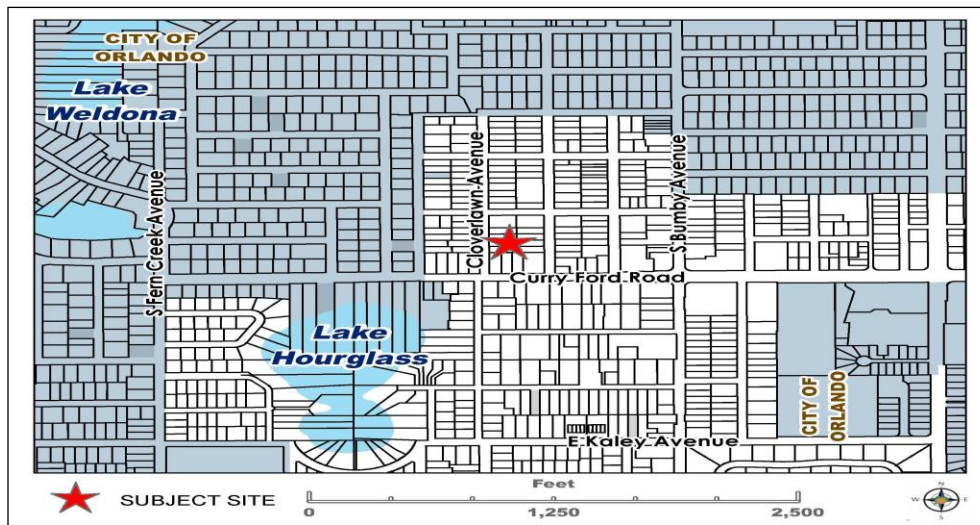 CITY OF
ORLANDO
Lake
Weldona
S Fern Creek Avenue
Cloverlawn Avenue
S Bumby Avenue
Curry Ford Road
Lake
Hourglass
CITY OF
ORLANDO
E Kaley Avenue
SUBJECT SITE
Feet
0
1,250
2,500
N
W
E
S